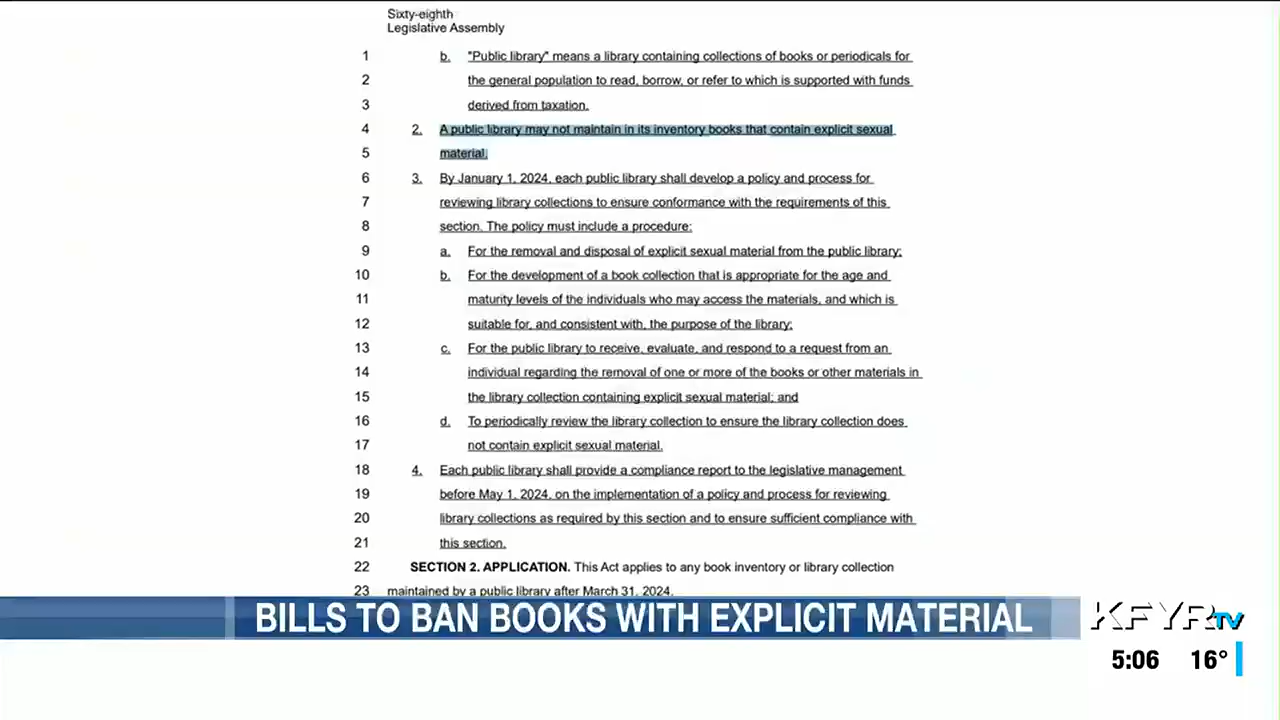 Sixty-eighth
Legislative Assembly
1 b. "Public library" means a library containing collections of books or periodicals for
2 the general population to read, borrow, or refer to which is supported with funds
3 derived from taxation.
4 2. A public library may not maintain in its inventory books that contain explicit sexual
5 material.
6 3. By January 1, 2024, each public library shall develop a policy and process for
7 reviewing library collections to ensure conformance with the requirements of this
8 section. The policy must include a procedure:
9 a. For the removal and disposal of explicit sexual material from the public library;
10 b. For the development of a book collection that is appropriate for the age and
11 maturity levels of the individuals who may access the materials, and which is
12 suitable for, and consistent with, the purpose of the library;
13 c. For the public library to receive, evaluate, and respond to a request from an
14 individual regarding the removal of one or more of the books or other materials in
15 the library collection containing explicit sexual material; and
16 d. To periodically review the library collection to ensure the library collection does
17 not contain explicit sexual material.
18 4. Each public library shall provide a compliance report to the legislative management
19 before May 1, 2024, on the implementation of a policy and process for reviewing
20 library collections as required by this section and to ensure sufficient compliance with
21 this section.
22 SECTION 2. APPLICATION. This Act applies to any book inventory or library collection
23 maintained by a public library after March 31, 2024.
BILLS TO BAN BOOKS WITH EXPLICIT MATERIAL
KFYRTV
5:06 16°